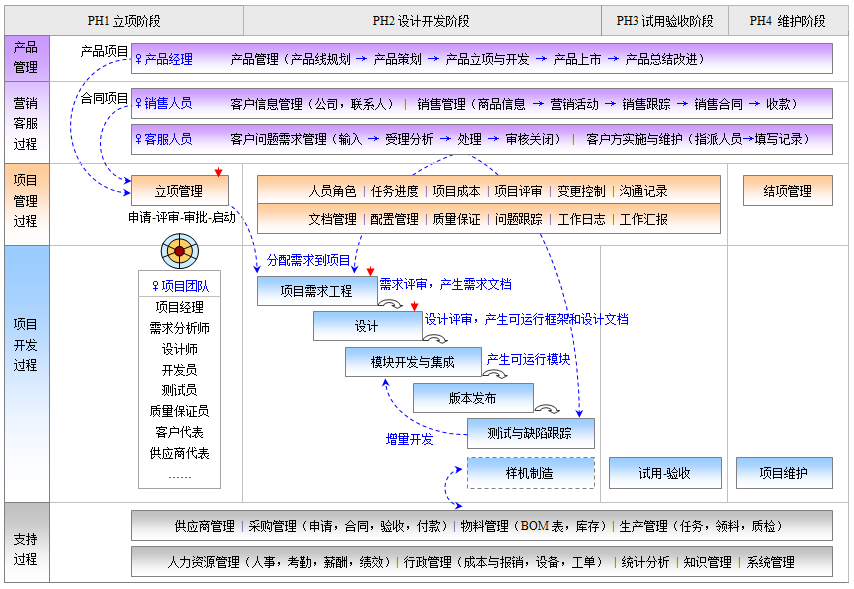 PH1 立项阶段
PH2 设计开发阶段
PH3 试用验收阶段
PH4 维护阶段
产品
管理
产品项目
♀产品经理
产品管理（产品线规划 → 产品策划 → 产品立项与开发 → 产品上市 → 产品总结改进）
营销
客服
过程
合同项目
♀销售人员
客户信息管理（公司，联系人）| 销售管理（商品信息 → 营销活动 → 销售跟踪 → 销售合同 → 收款）
♀客服人员
客户问题需求管理（输入 → 受理分析 → 处理 → 审核关闭）| 客户方实施与维护（指派人员→填写记录）
项目
管理
过程
立项管理
申请-评审-审批-启动
人员角色 | 任务进度 | 项目成本 | 项目评审 | 变更控制 | 沟通记录
文档管理 | 配置管理 | 质量保证 | 问题跟踪 | 工作日志 | 工作汇报
结项管理
项目
开发
过程
♀项目团队
项目经理
需求分析师
设计师
开发员
测试员
质量保证员
客户代表
供应商代表
……
分配需求到项目
项目需求工程
需求评审，产生需求文档
设计
设计评审，产生可运行框架和设计文档
模块开发与集成
产生可运行模块
版本发布
增量开发
测试与缺陷跟踪
样机制造
试用-验收
项目维护
支持
过程
供应商管理 | 采购管理（申请，合同，验收，付款）| 物料管理（BOM 表，库存）| 生产管理（任务，领料，质检）
人力资源管理（人事，考勤，薪酬，绩效）| 行政管理（成本与报销，设备，工单）| 统计分析 | 知识管理 | 系统管理